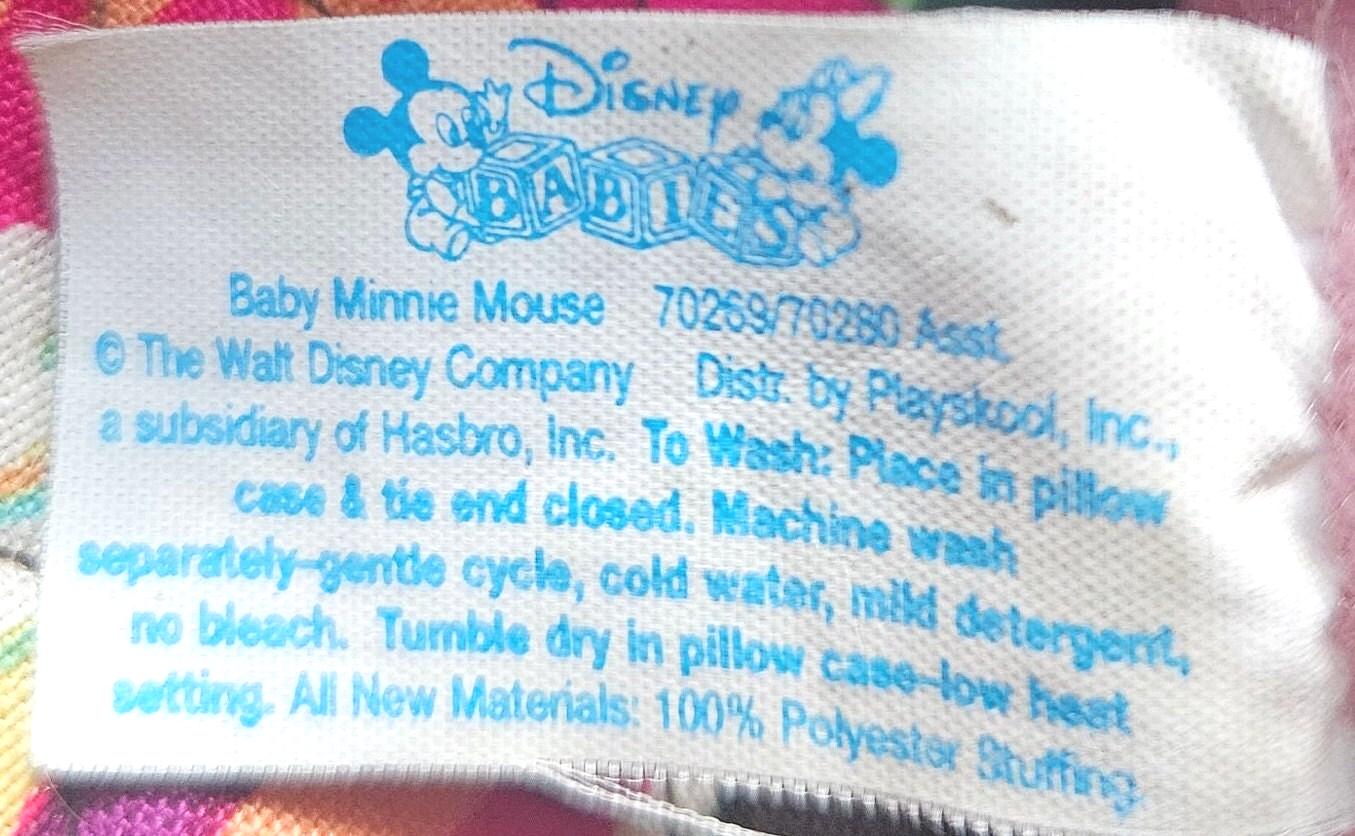 Disney
BABIES
Baby Minnie Mouse 70269/70280 Asst.
© The Walt Disney Company Distr. by Playskool, Inc.,
a subsidiary of Hasbro, Inc. To Wash: Place in pillow
case & tie end closed. Machine wash
separately-gentle cycle, cold water, mild detergent,
no bleach. Tumble dry in pillow case-low heat
setting. All New Materials: 100% Polyester Stuffing.